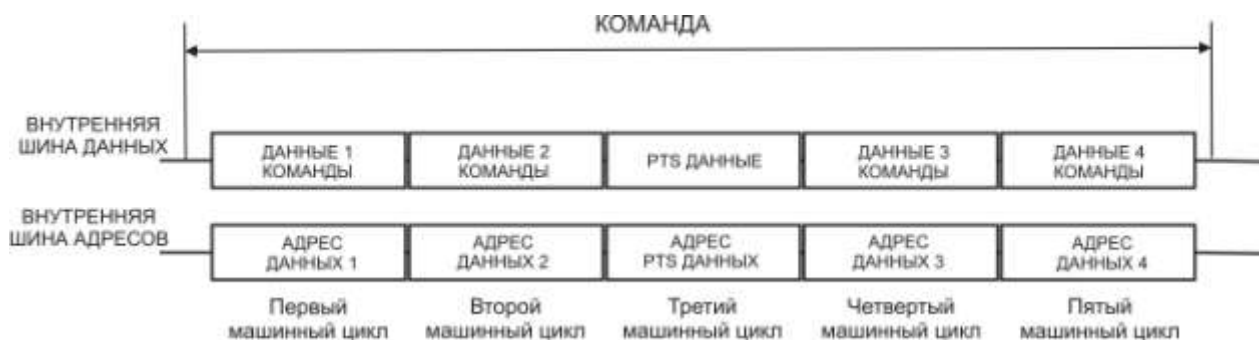 КОМАНДА
ВНУТРЕННЯЯ
ШИНА ДАННЫХ
ДАННЫЕ 1
КОМАНДЫ
ДАННЫЕ 2
КОМАНДЫ
PTS ДАННЫЕ
ДАННЫЕ 3
КОМАНДЫ
ДАННЫЕ 4
КОМАНДЫ
ВНУТРЕННЯЯ
ШИНА АДРЕСОВ
АДРЕС
ДАННЫХ 1
АДРЕС
ДАННЫХ 2
АДРЕС
PTS ДАННЫХ
АДРЕС
ДАННЫХ 3
АДРЕС
ДАННЫХ 4
Первый
машинный цикл
Второй
машинный цикл
Третий
машинный цикл
Четвертый
машинный цикл
Пятый
машинный цикл